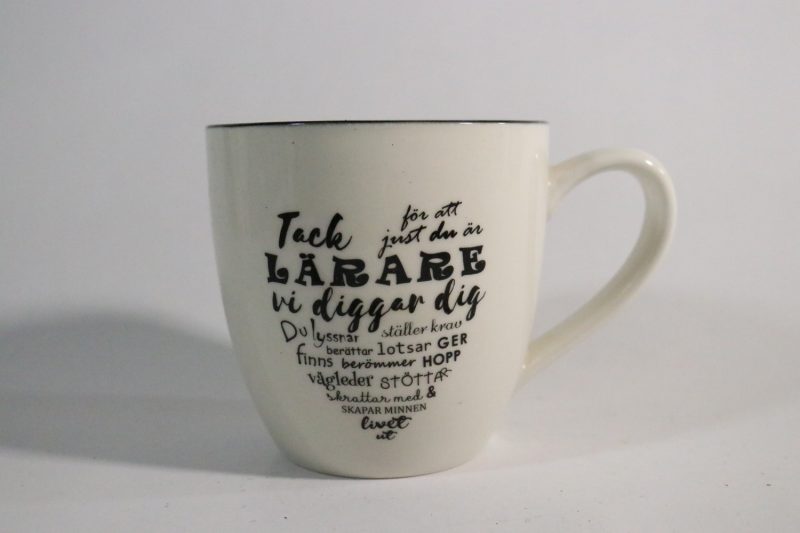 Tack för att
just du är
LÄRARE
vi diggar dig
Du lyssnar ställer krav
berättar lotsar GER
finns berömmer HOPP
vägleder STÖTTAR
skrattar med &
SKAPAR MINNEN
livet
ut